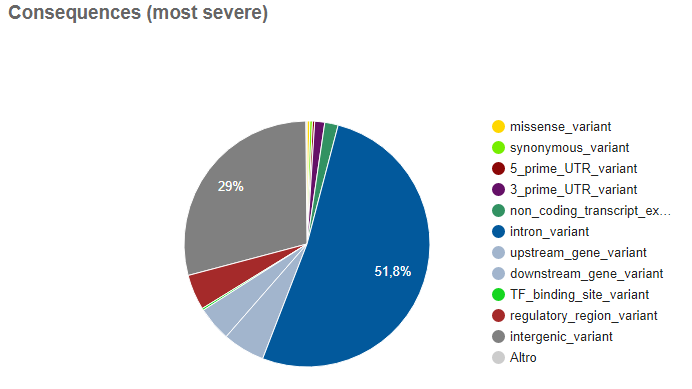 Consequences (most severe)
29%
51,8%
missense_variant
synonymous_variant
5_prime_UTR_variant
3_prime_UTR_variant
non_coding_transcript_ex...
intron_variant
upstream_gene_variant
downstream_gene_variant
TF_binding_site_variant
regulatory_region_variant
intergenic_variant
Altro